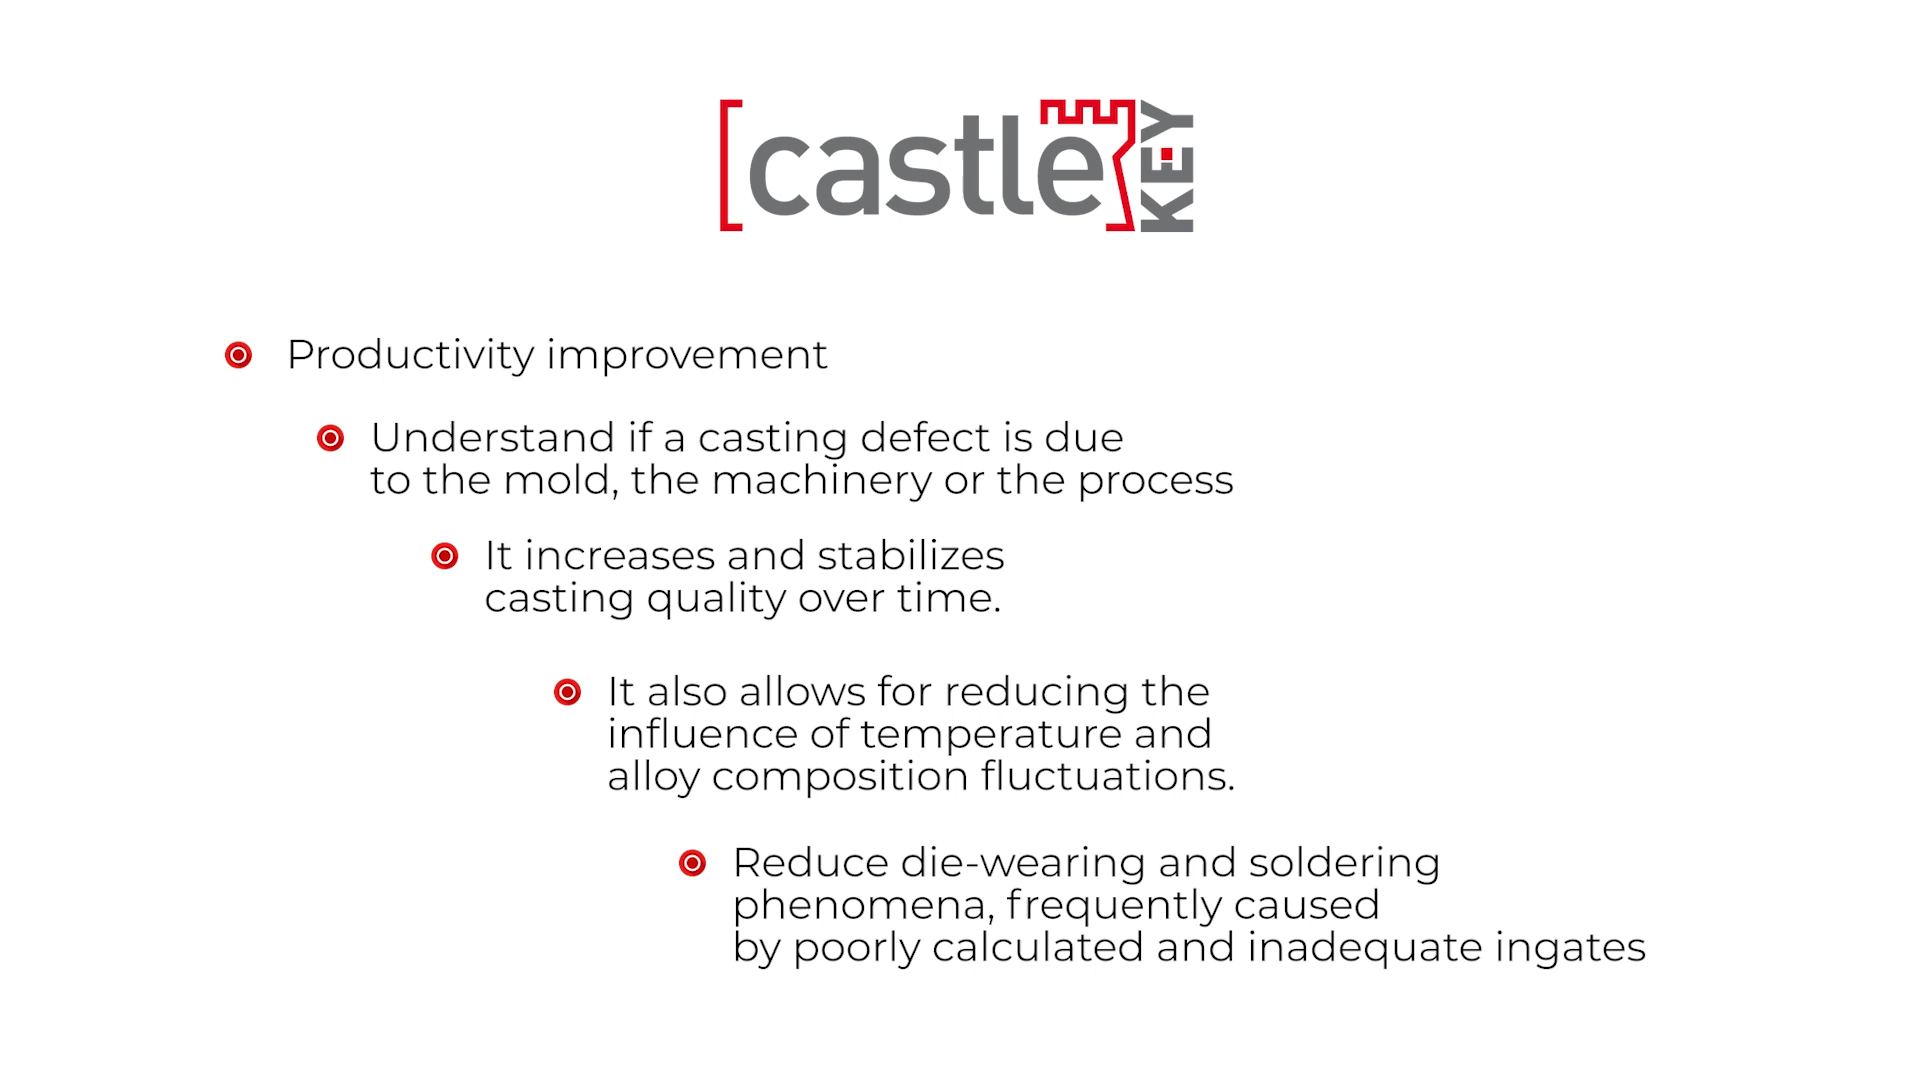 [castle] KEY
Productivity improvement
Understand if a casting defect is due
to the mold, the machinery or the process
It increases and stabilizes
casting quality over time.
It also allows for reducing the
influence of temperature and
alloy composition fluctuations.
Reduce die-wearing and soldering
phenomena, frequently caused
by poorly calculated and inadequate ingates